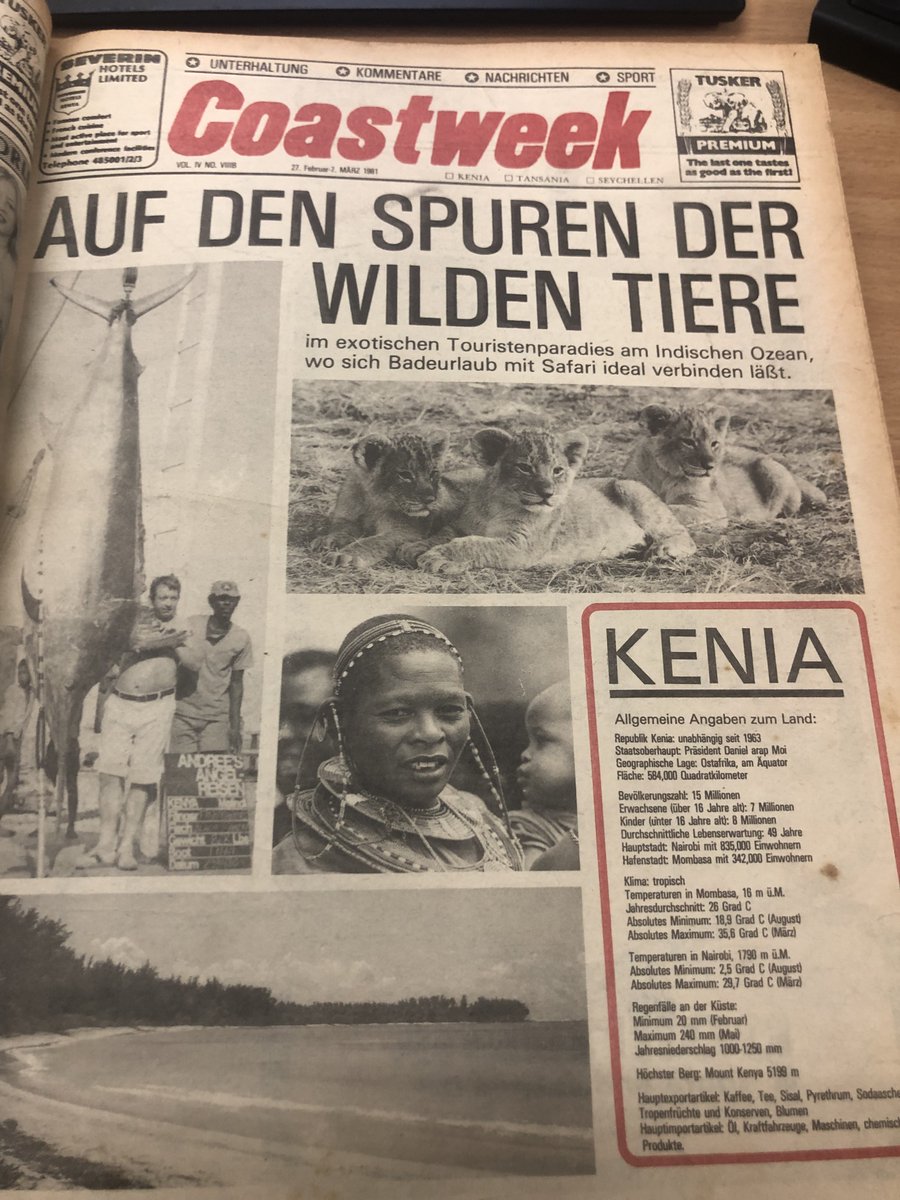 SEVERIN
HOTELS
LIMITED
French cuisine
and entertainment
Telephone 485001/2/3
UNTERHALTUNG
KOMMENTARE
NACHRICHTEN
SPORT
Coastweek
VOL. IV NO. VIIIB
27. Februar-7. MÄRZ 1981
KENIA
TANSANIA
SEYCHELLEN
TUSKER
PREMIUM
The last one tastes
as good as the first!
AUF DEN SPUREN DER
WILDEN TIERE
im exotischen Touristenparadies am Indischen Ozean,
wo sich Badeurlaub mit Safari ideal verbinden läßt.
ANDREE'S
ANGEL
REISEN
KENIA
KENIA
Allgemeine Angaben zum Land:
Republik Kenia: unabhängig seit 1963
Staatsoberhaupt: Präsident Daniel arap Moi
Geographische Lage: Ostafrika, am Äquator
Fläche: 584,000 Quadratkilometer
Bevölkerungszahl: 15 Millionen
Erwachsene (über 16 Jahre alt): 7 Millionen
Kinder (unter 16 Jahre alt): 8 Millionen
Durchschnittliche Lebenserwartung: 49 Jahre
Hauptstadt: Nairobi mit 835,000 Einwohnern
Hafenstadt: Mombasa mit 342,000 Einwohnern
Klima: tropisch
Temperaturen in Mombasa, 16 m ü.M.
Jahresdurchschnitt: 26 Grad C
Absolutes Minimum: 18,9 Grad C (August)
Absolutes Maximum: 35,6 Grad C (März)
Temperaturen in Nairobi, 1790 m ü.M.
Absolutes Minimum: 2,5 Grad C (August)
Absolutes Maximum: 29,7 Grad C (März)
Regenfälle an der Küste:
Minimum 20 mm (Februar)
Maximum 240 mm (Mai)
Jahresniederschlag 1000-1250 mm
Höchster Berg: Mount Kenya 5199 m
Hauptexportartikel: Kaffee, Tee, Sisal, Pyrethrum, Sodaasche
Tropenfrüchte und Konserven, Blumen
Hauptimportartikel: Öl, Kraftfahrzeuge, Maschinen, chemisch
Produkte.